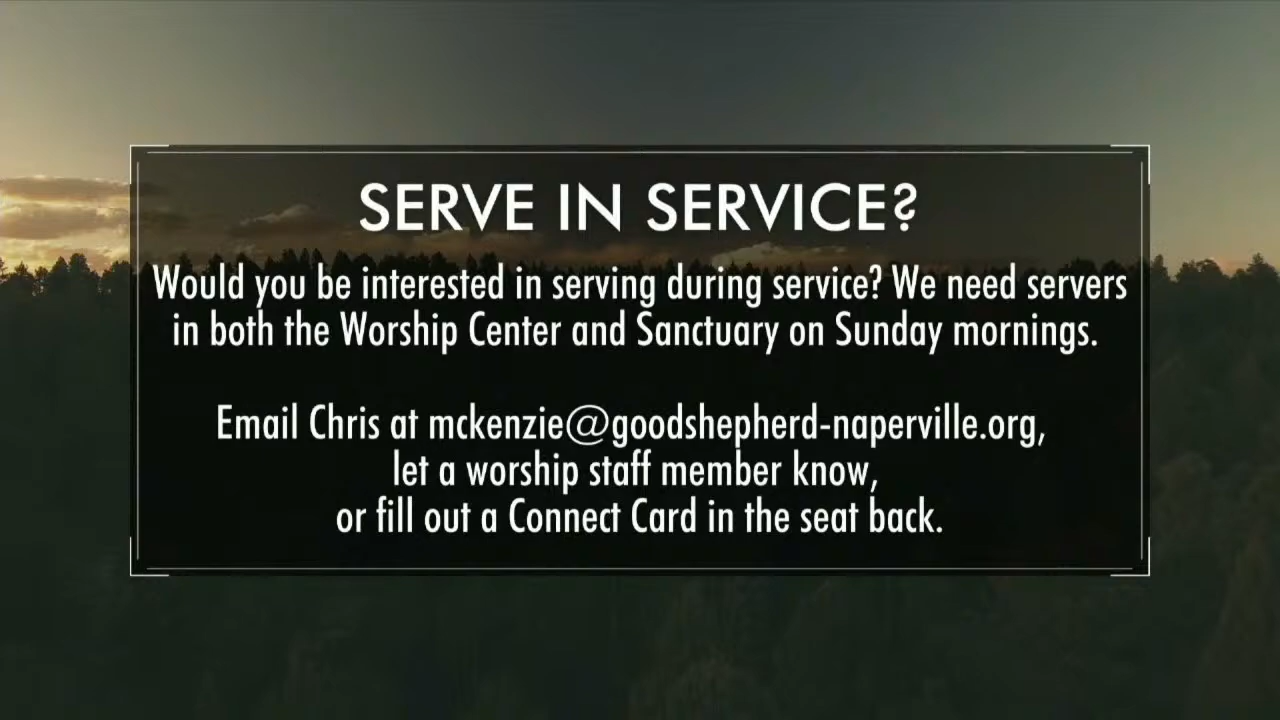 SERVE IN SERVICE?
Would you be interested in serving during service? We need servers
in both the Worship Center and Sanctuary on Sunday mornings.
Email Chris at mckenzie@goodshepherd-naperville.org,
let a worship staff member know,
or fill out a Connect Card in the seat back.